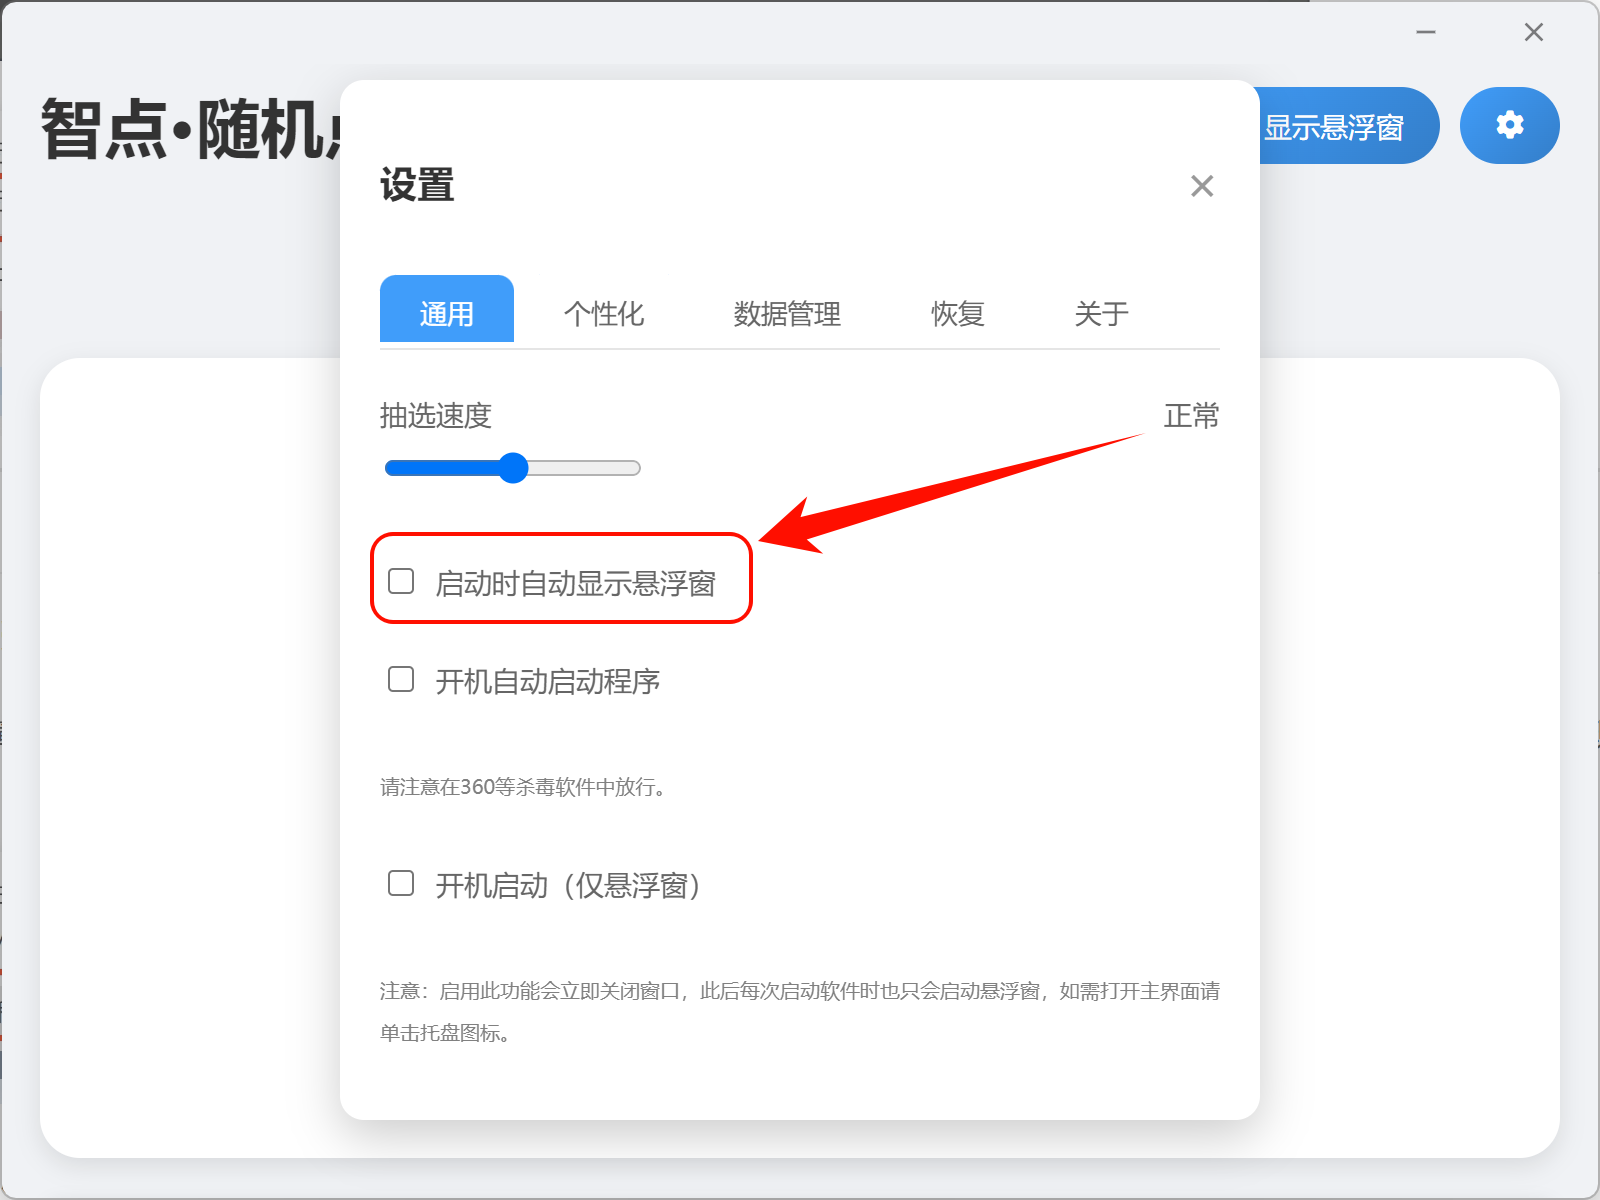 智点·随机
显示悬浮窗
设置
通用 个性化 数据管理 恢复 关于
抽选速度 正常
启动时自动显示悬浮窗
开机自动启动程序
请注意在360等杀毒软件中放行。
开机启动（仅悬浮窗）
注意：启用此功能会立即关闭窗口，此后每次启动软件时也只会启动悬浮窗，如需打开主界面请
单击托盘图标。